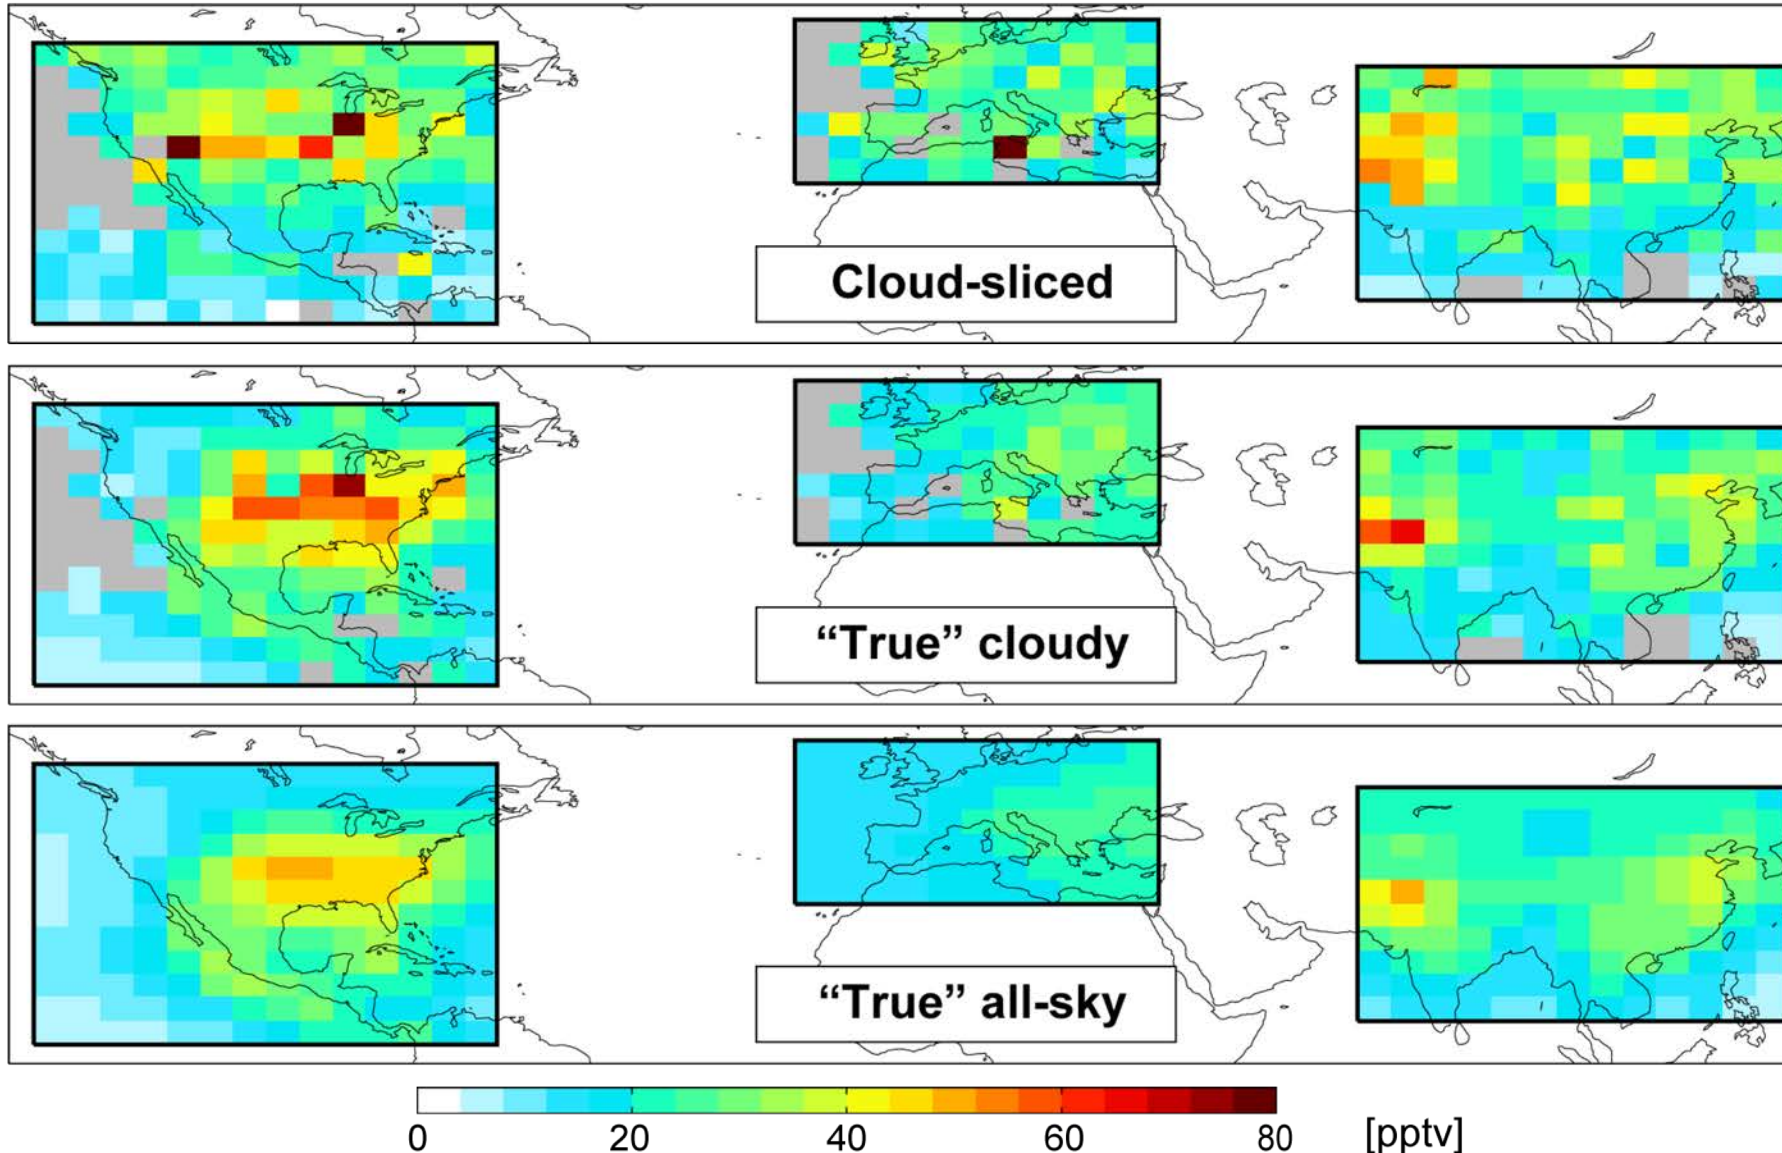 Cloud-sliced
“True” cloudy
“True” all-sky
0 20 40 60 80 [pptv]